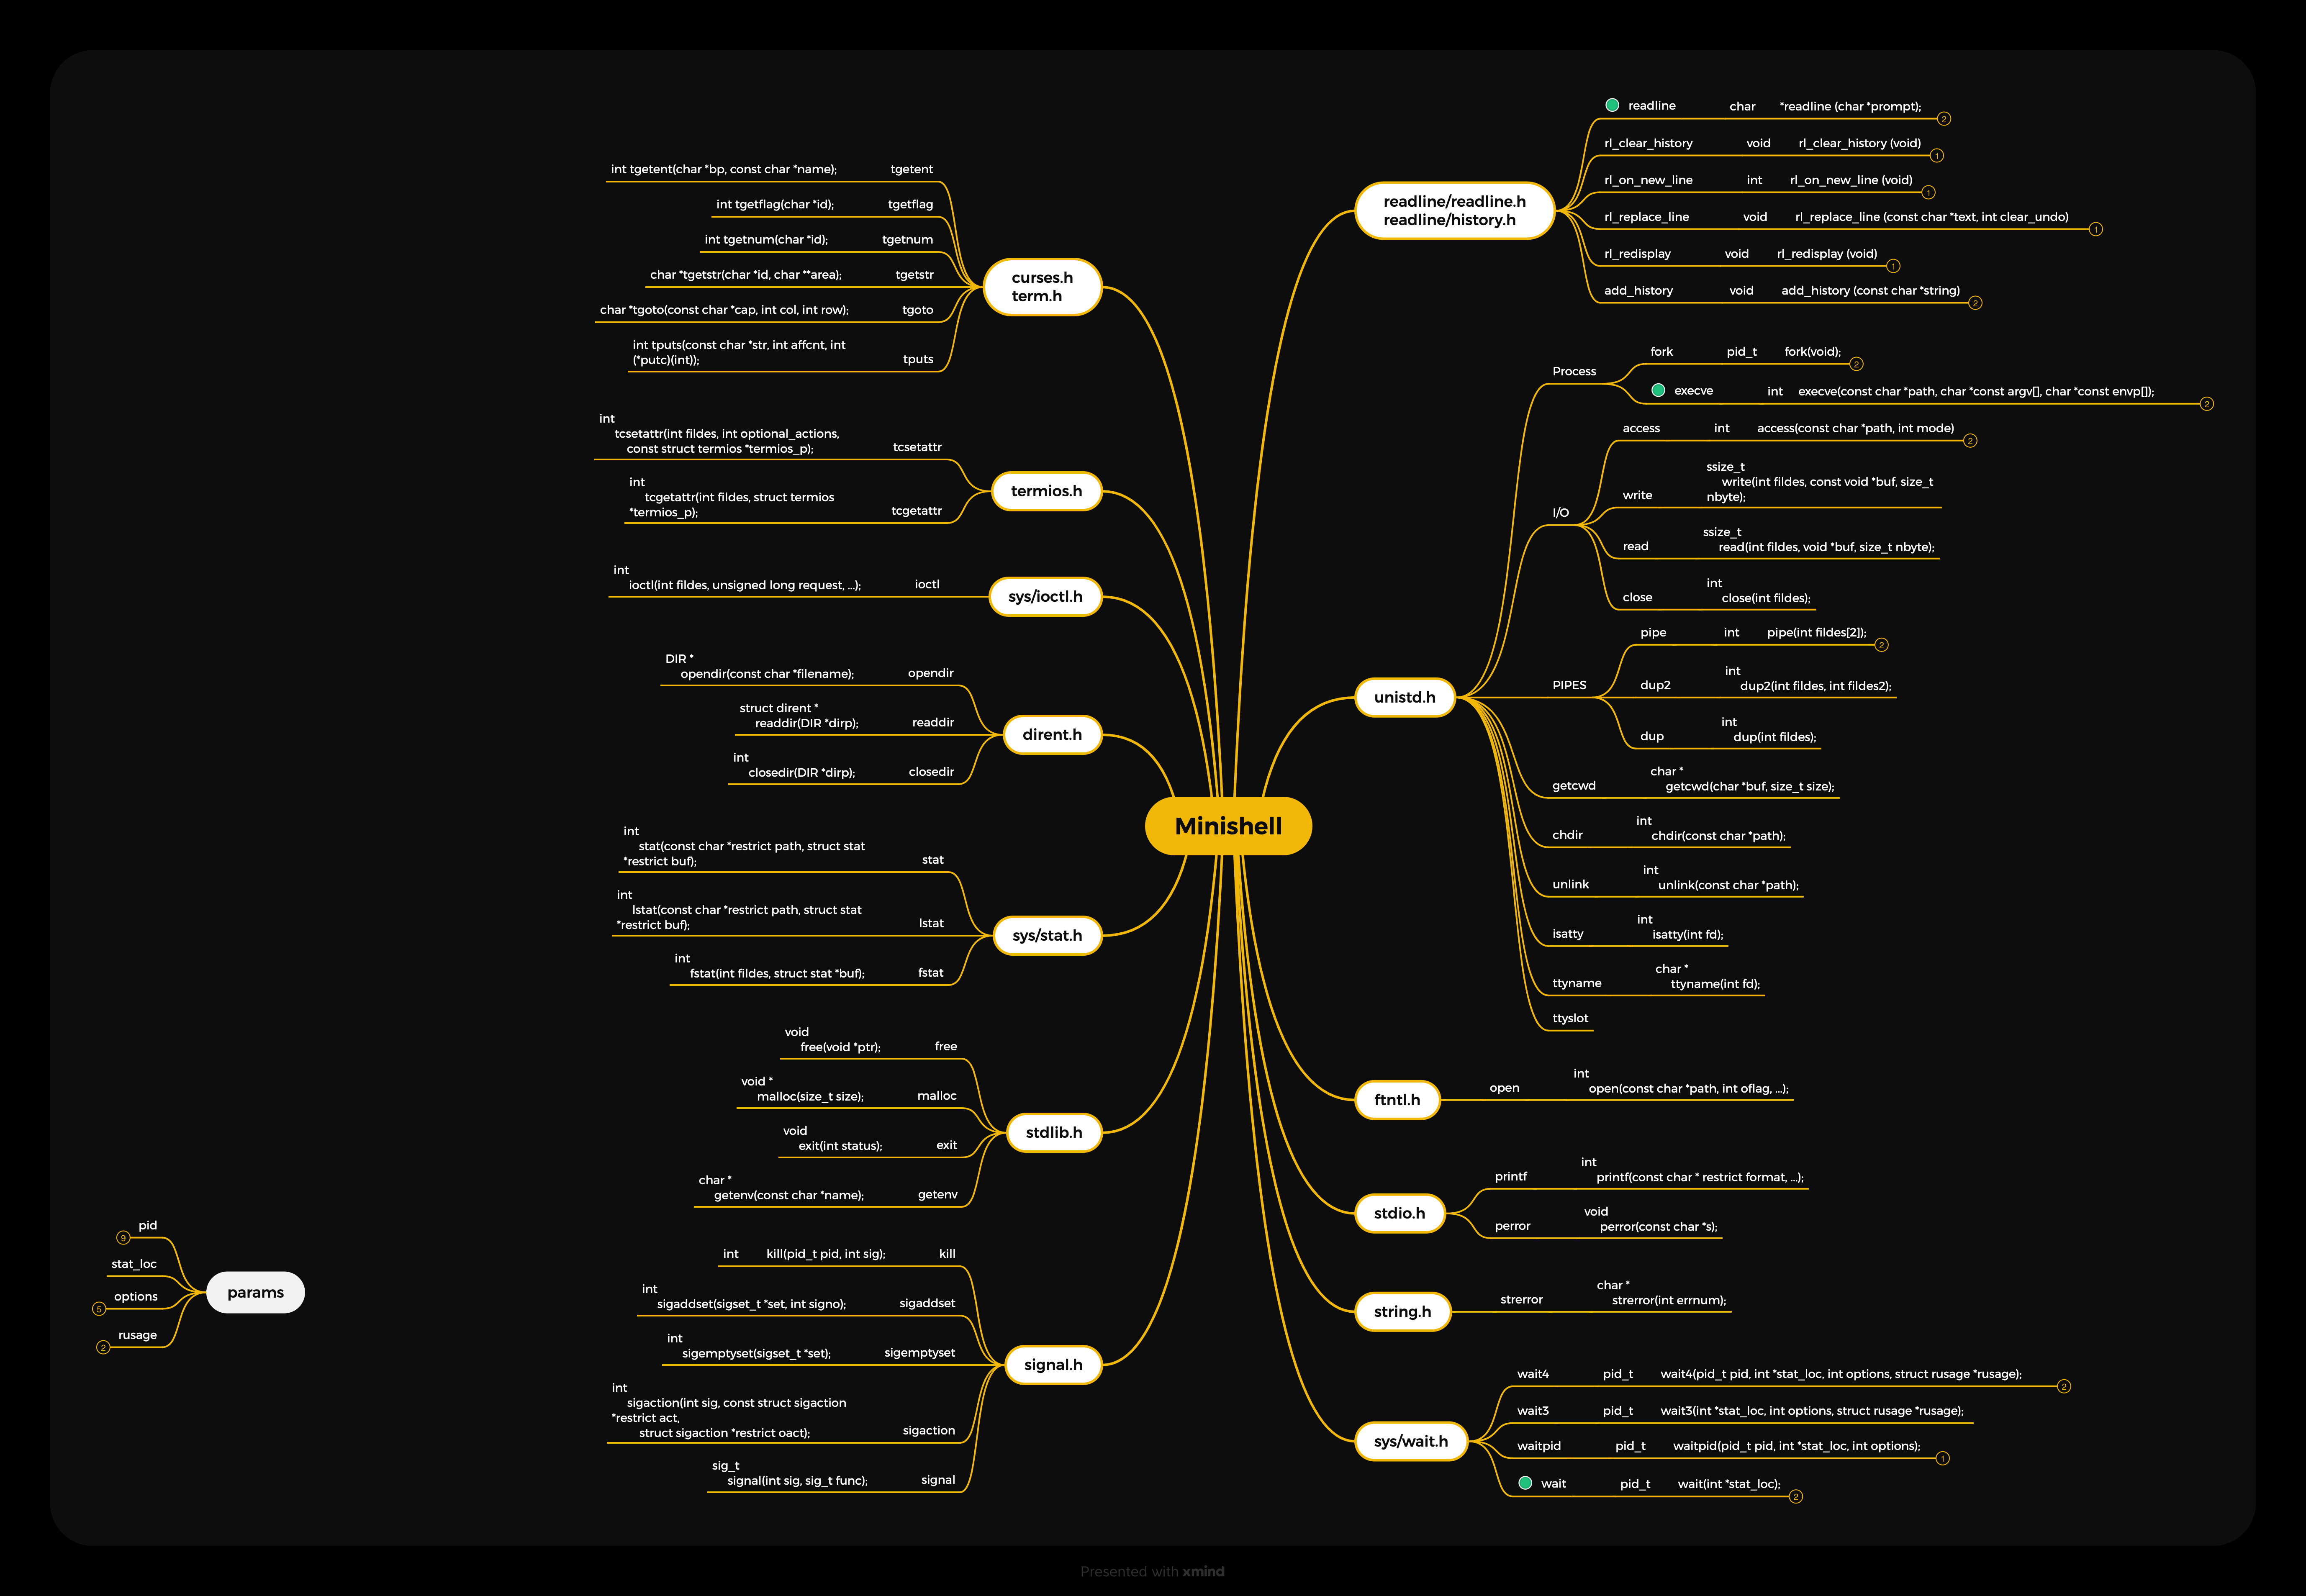 Minishell
readline/readline.h
readline/history.h
readline char *readline (char *prompt);
2
rl_clear_history void rl_clear_history (void)
1
rl_on_new_line int rl_on_new_line (void)
1
rl_replace_line void rl_replace_line (const char *text, int clear_undo)
1
rl_redisplay void rl_redisplay (void)
1
add_history void add_history (const char *string)
2
unistd.h
Process
fork pid_t fork(void);
2
execve int execve(const char *path, char *const argv[], char *const envp[]);
2
I/O
access int access(const char *path, int mode)
2
write
ssize_t
write(int fildes, const void *buf, size_t
nbyte);
read
ssize_t
read(int fildes, void *buf, size_t nbyte);
close
int
close(int fildes);
PIPES
pipe int pipe(int fildes[2]);
2
dup2
int
dup2(int fildes, int fildes2);
dup
int
dup(int fildes);
getcwd
char *
getcwd(char *buf, size_t size);
chdir
int
chdir(const char *path);
unlink
int
unlink(const char *path);
isatty
int
isatty(int fd);
ttyname
char *
ttyname(int fd);
ttyslot
ftntl.h
open
int
open(const char *path, int oflag, ...);
stdio.h
printf
int
printf(const char * restrict format, ...);
perror
void
perror(const char *s);
string.h
strerror
char *
strerror(int errnum);
sys/wait.h
wait4 pid_t wait4(pid_t pid, int *stat_loc, int options, struct rusage *rusage);
2
wait3 pid_t wait3(int *stat_loc, int options, struct rusage *rusage);
waitpid pid_t waitpid(pid_t pid, int *stat_loc, int options);
1
wait pid_t wait(int *stat_loc);
2
curses.h
term.h
int tgetent(char *bp, const char *name); tgetent
int tgetflag(char *id); tgetflag
int tgetnum(char *id); tgetnum
char *tgetstr(char *id, char **area); tgetstr
char *tgoto(const char *cap, int col, int row); tgoto
int tputs(const char *str, int affcnt, int
(*putc)(int)); tputs
termios.h
int
tcsetattr(int fildes, int optional_actions,
const struct termios *termios_p); tcsetattr
int
tcgetattr(int fildes, struct termios
*termios_p); tcgetattr
sys/ioctl.h
int
ioctl(int fildes, unsigned long request, ...); ioctl
dirent.h
DIR *
opendir(const char *filename); opendir
struct dirent *
readdir(DIR *dirp); readdir
int
closedir(DIR *dirp); closedir
sys/stat.h
int
stat(const char *restrict path, struct stat
*restrict buf); stat
int
lstat(const char *restrict path, struct stat
*restrict buf); lstat
int
fstat(int fildes, struct stat *buf); fstat
stdlib.h
void
free(void *ptr); free
void *
malloc(size_t size); malloc
void
exit(int status); exit
char *
getenv(const char *name); getenv
signal.h
int kill(pid_t pid, int sig); kill
int
sigaddset(sigset_t *set, int signo); sigaddset
int
sigemptyset(sigset_t *set); sigemptyset
int
sigaction(int sig, const struct sigaction
*restrict act,
struct sigaction *restrict oact); sigaction
sig_t
signal(int sig, sig_t func); signal
params
pid
9
stat_loc
options
5
rusage
2
Presented with xmind